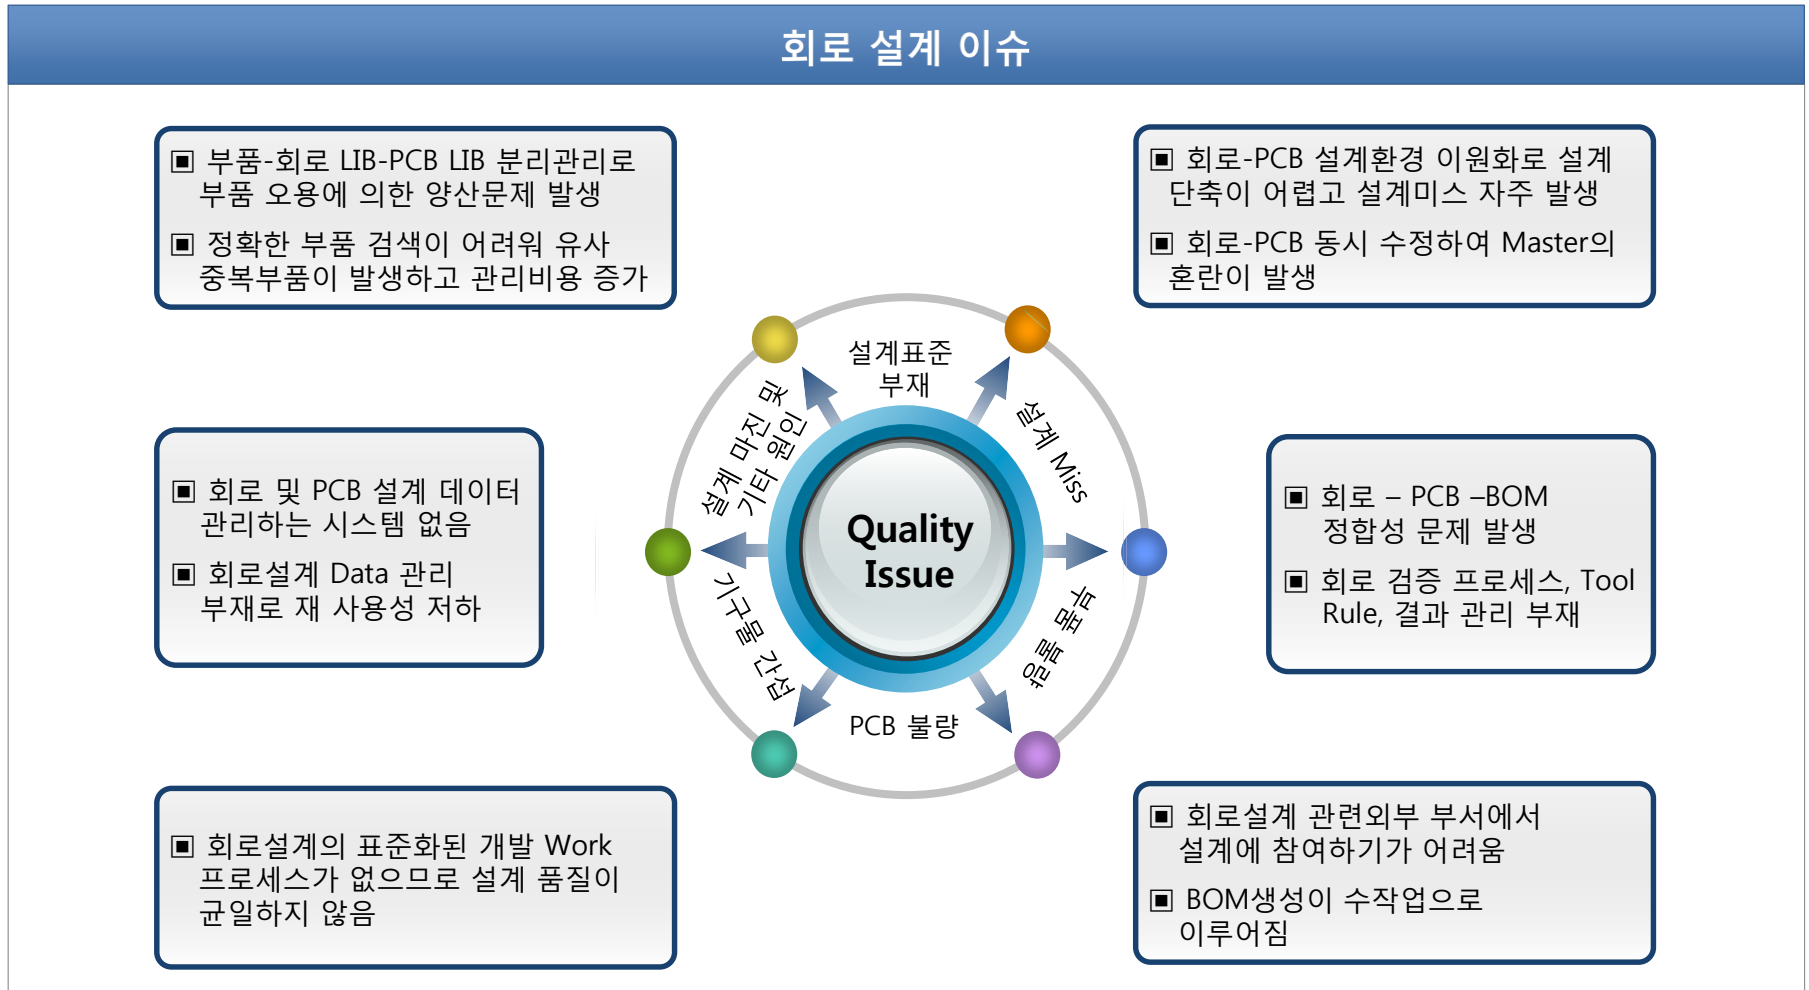 회로 설계 이슈
▣ 부품-회로 LIB-PCB LIB 분리관리로
부품 오용에 의한 양산문제 발생
▣ 정확한 부품 검색이 어려워 유사
중복부품이 발생하고 관리비용 증가
▣ 회로-PCB 설계환경 이원화로 설계
단축이 어렵고 설계미스 자주 발생
▣ 회로-PCB 동시 수정하여 Master의
혼란이 발생
▣ 회로 및 PCB 설계 데이터
관리하는 시스템 없음
▣ 회로설계 Data 관리
부재로 재 사용성 저하
설계표준
부재
설계 Miss
부품 불량
PCB 불량
기구물 간섭
설계 마진 및
기타 원인
Quality
Issue
▣ 회로 – PCB –BOM
정합성 문제 발생
▣ 회로 검증 프로세스, Tool
Rule, 결과 관리 부재
▣ 회로설계의 표준화된 개발 Work
프로세스가 없으므로 설계 품질이
균일하지 않음
▣ 회로설계 관련외부 부서에서
설계에 참여하기가 어려움
▣ BOM생성이 수작업으로
이루어짐